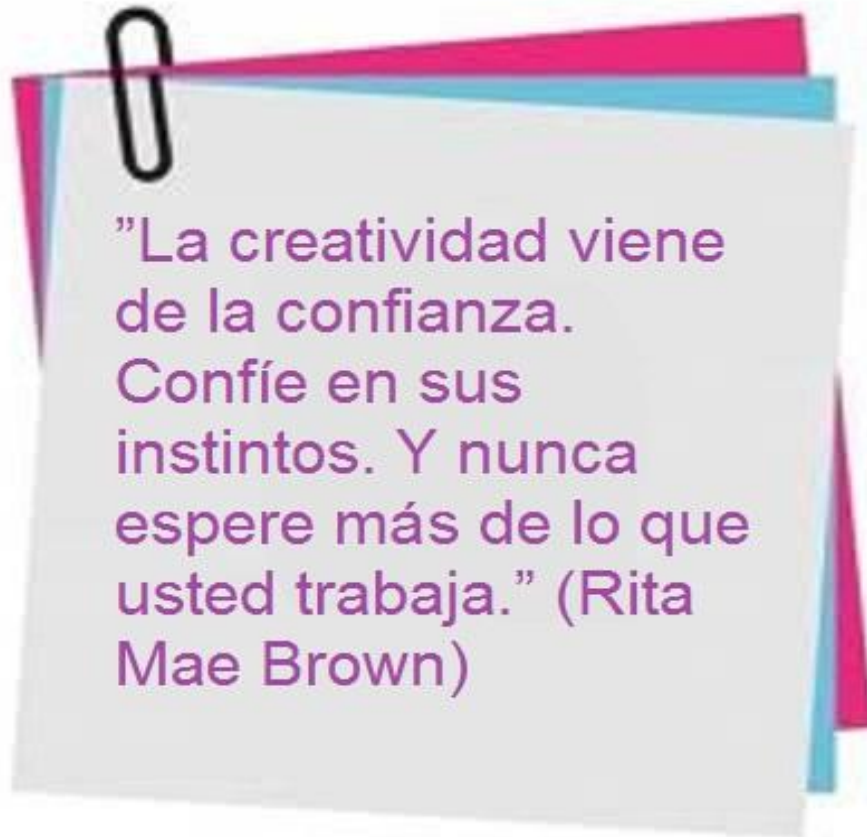 ”La creatividad viene
de la confianza.
Confíe en sus
instintos. Y nunca
espere más de lo que
usted trabaja.” (Rita
Mae Brown)